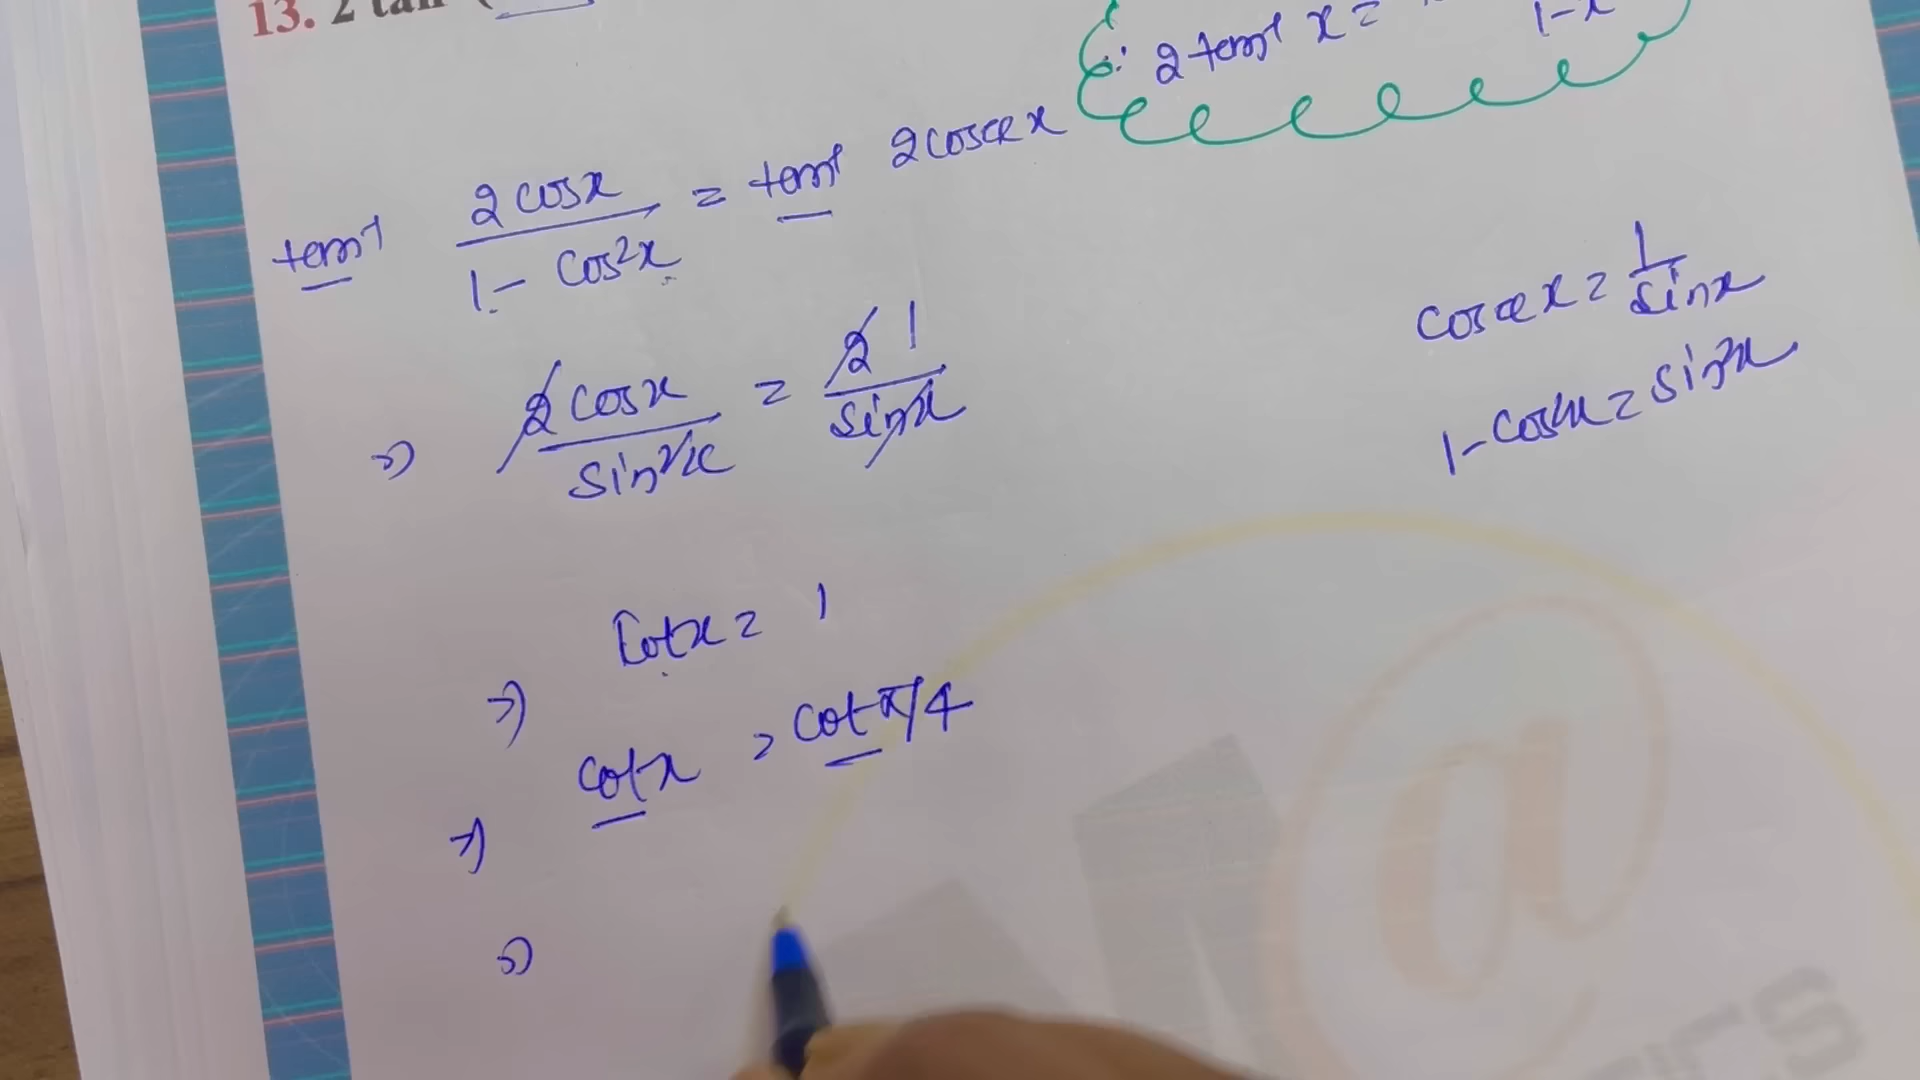 13. 2 tan
∵ 2 tan⁻¹ x =
1-x
tan⁻¹ 2cosx / 1 - cos²x = tan⁻¹ 2cosec x
⇒ 2cosx / sin²x = 2 1 / sinx
cosec x = 1 / sinx
1-cos²x = sin²x
⇒ cotx = 1
⇒ cotx = cot π/4
⇒
ICS